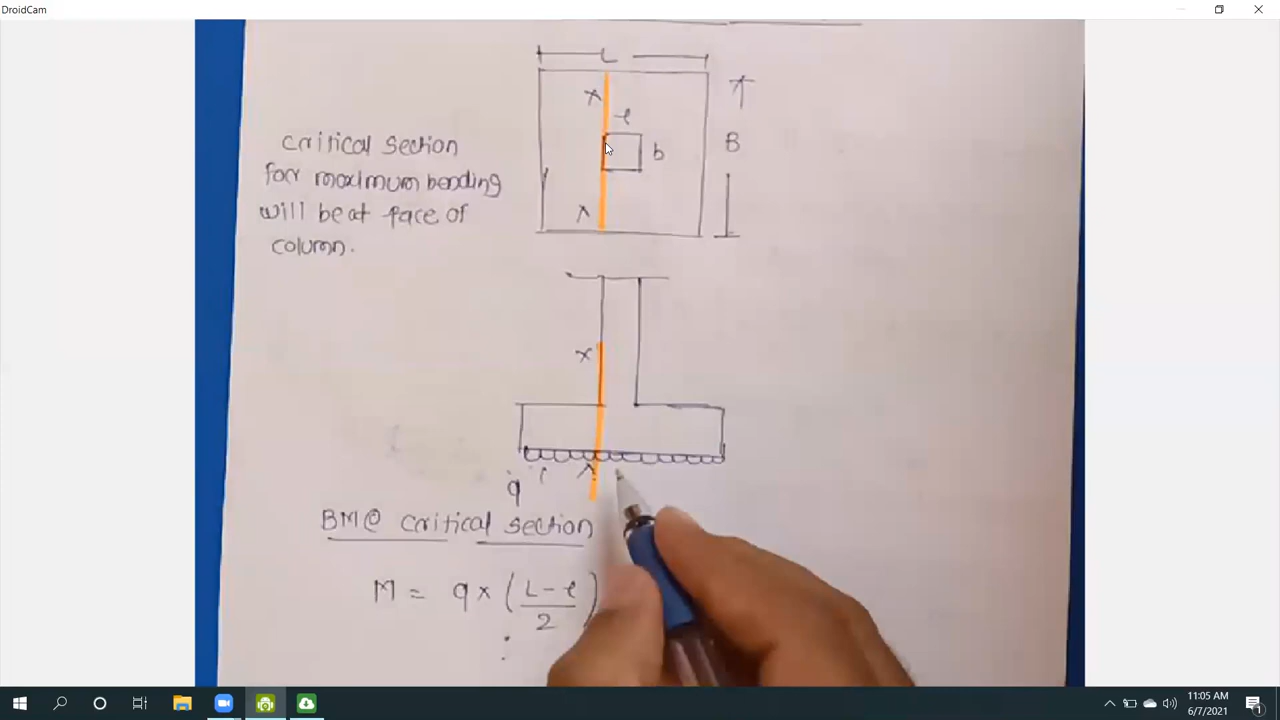 DroidCam
L
X
e
b
B
X
Critical Section
for maximum bending
will be at face of
column.
X
X
q
BM@ critical section
M = q x (L-e
2)
11:05 AM
6/7/2021
1